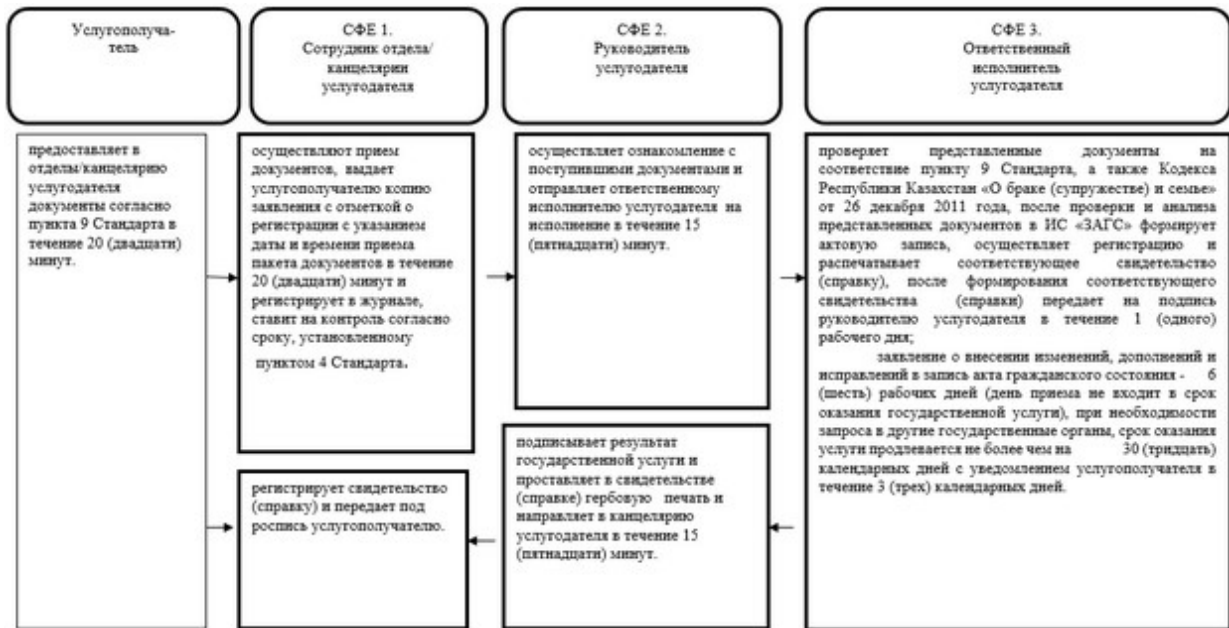 Услугополуча-
тель
СФЕ 1.
Сотрудник отдела/
канцелярии
услугодателя
СФЕ 2.
Руководитель
услугодателя
СФЕ 3.
Ответственный
исполнитель
услугодателя
предоставляет в
отделы/канцелярию
услугодателя
документы согласно
пункта 9 Стандарта в
течение 20 (двадцати)
минут.
осуществляют прием
документов, выдает
услугополучателю копию
заявления с отметкой о
регистрации с указанием
даты и времени приема
пакета документов в течение
20 (двадцати) минут и
регистрирует в журнале,
ставит на контроль согласно
сроку, установленному
пунктом 4 Стандарта.
осуществляет ознакомление с
поступившими документами и
отправляет ответственному
исполнителю услугодателя на
исполнение в течение 15
(пятнадцати) минут.
проверяет представленные документы на
соответствие пункту 9 Стандарта, а также Кодекса
Республики Казахстан «О браке (супружестве) и семье»
от 26 декабря 2011 года, после проверки и анализа
представленных документов в ИС «ЗАГС» формирует
актовую запись, осуществляет регистрацию и
распечатывает соответствующее свидетельство
(справку), после формирования соответствующего
свидетельства (справки) передает на подпись
руководителю услугодателя в течение 1 (одного)
рабочего дня;
заявление о внесении изменений, дополнений и
исправлений в запись акта гражданского состояния - 6
(шесть) рабочих дней (день приема не входит в срок
оказания государственной услуги), при необходимости
запроса в другие государственные органы, срок оказания
услуги продлевается не более чем на 30 (тридцать)
календарных дней с уведомлением услугополучателя в
течение 3 (трех) календарных дней.
подписывает результат
государственной услуги и
проставляет в свидетельстве
(справке) гербовую печать и
направляет в канцелярию
услугодателя в течение 15
(пятнадцати) минут.
регистрирует свидетельство
(справку) и передает под
роспись услугополучателю.